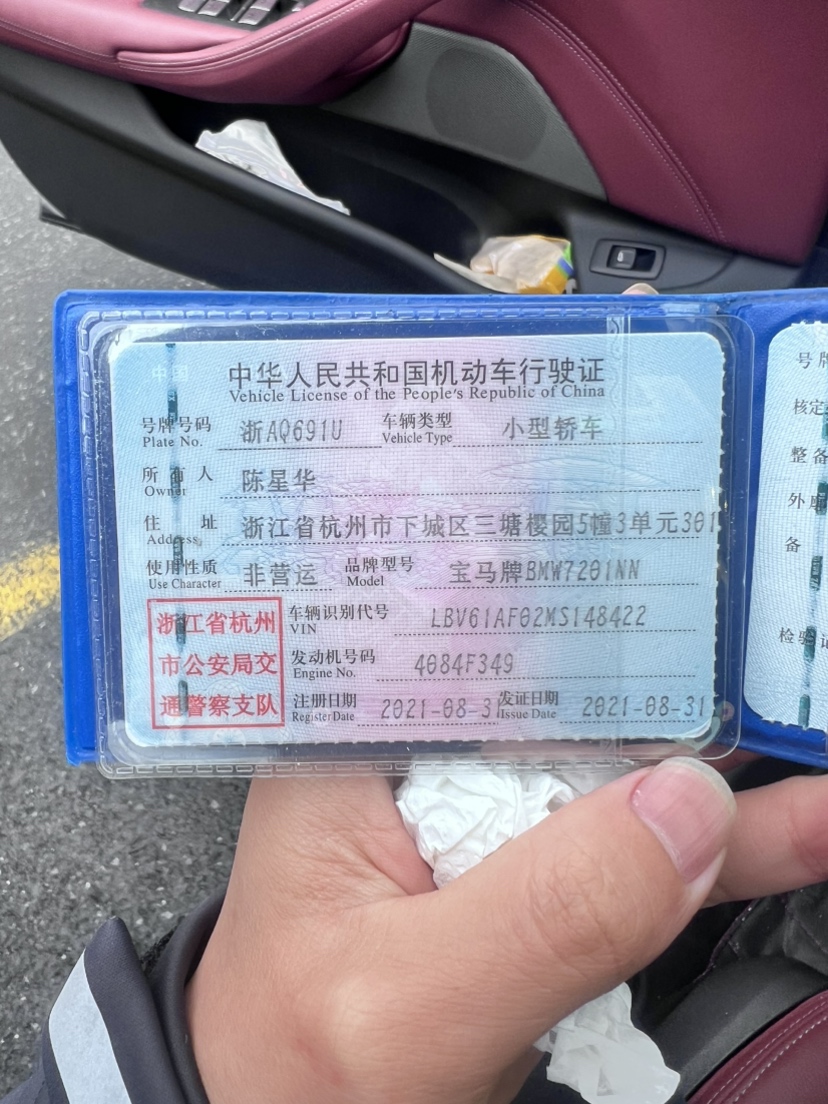 中国
中华人民共和国机动车行驶证
Vehicle License of the People's Republic of China
号牌号码 浙AQ691U 车辆类型 小型轿车
Plate No. Vehicle Type
所有人 陈星华
Owner
住址 浙江省杭州市下城区三塘樱园5幢3单元301
Address
使用性质 非营运 品牌型号 宝马牌BMW7201NN
Use Character Model
浙江省杭州
市公安局交
通警察支队
车辆识别代号 LBV61AF02MS148422
VIN
发动机号码 4084F349
Engine No.
注册日期 2021-08-31 发证日期 2021-08-31
Register Date Issue Date
号牌
核定
整备
外廓
备
检验记